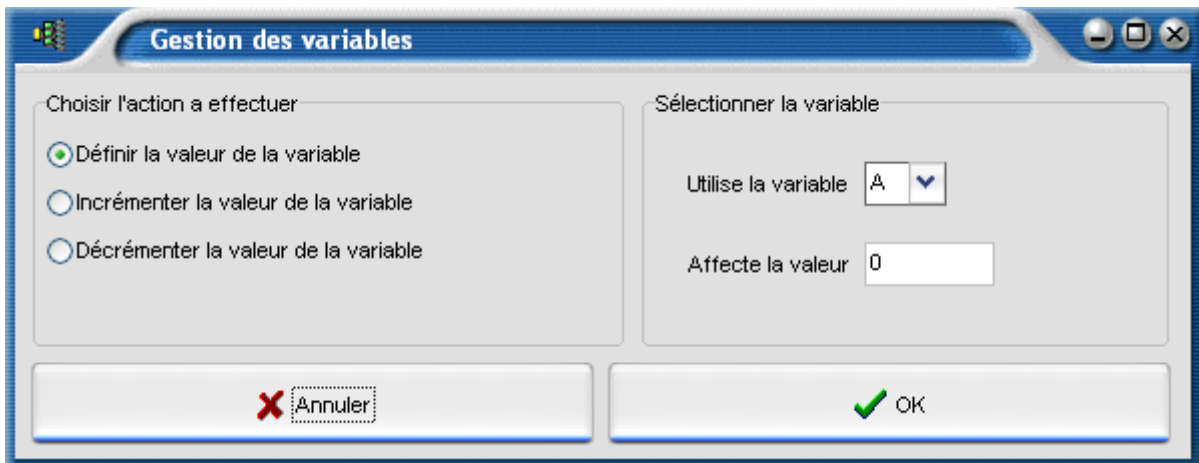 Gestion des variables
Choisir l'action a effectuer
Définir la valeur de la variable
Incrémenter la valeur de la variable
Décrémenter la valeur de la variable
Sélectionner la variable
Utilise la variable A
Affecte la valeur 0
Annuler
OK